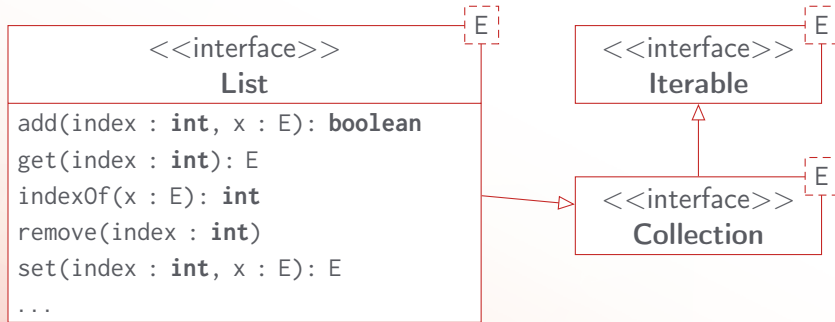 E
<<interface>>
List
add(index : int, x : E): boolean
get(index : int): E
indexOf(x : E): int
remove(index : int)
set(index : int, x : E): E
...
E
<<interface>>
Iterable
E
<<interface>>
Collection